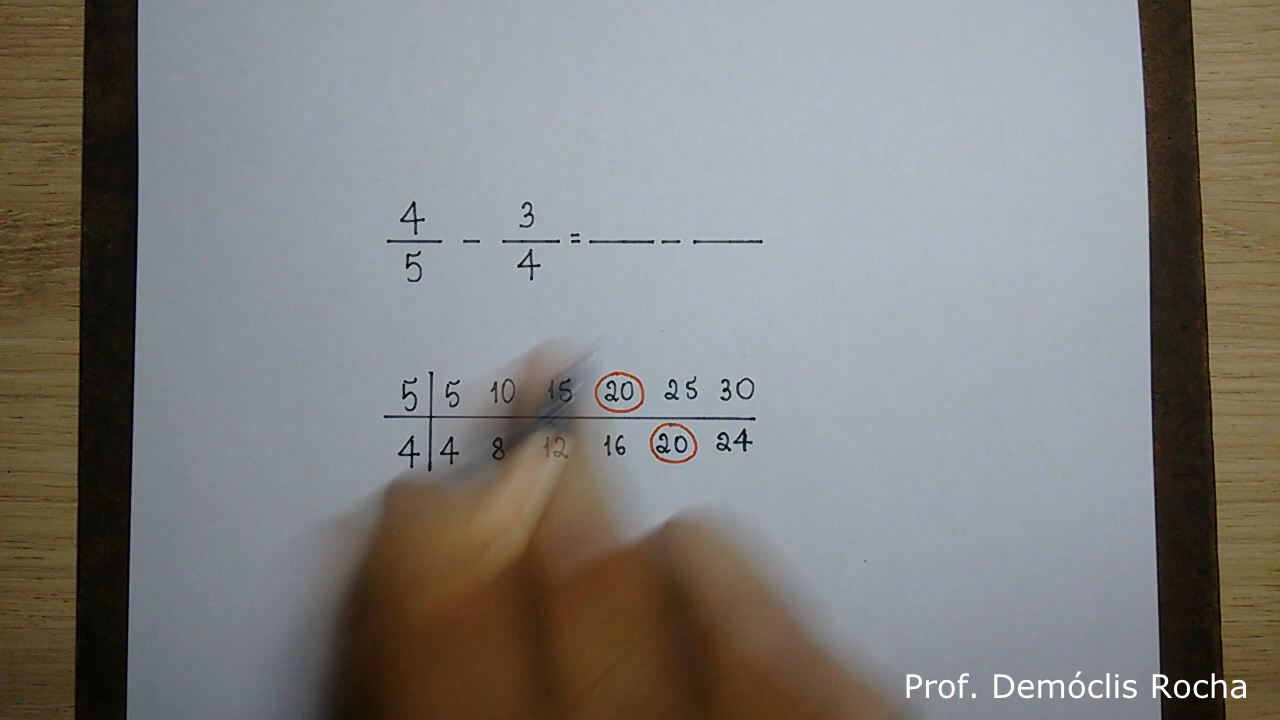 4/5 - 3/4 = ___ - ___
5 | 5 10 15 20 25 30
4 | 4 8 12 16 20 24
Prof. Demóclis Rocha